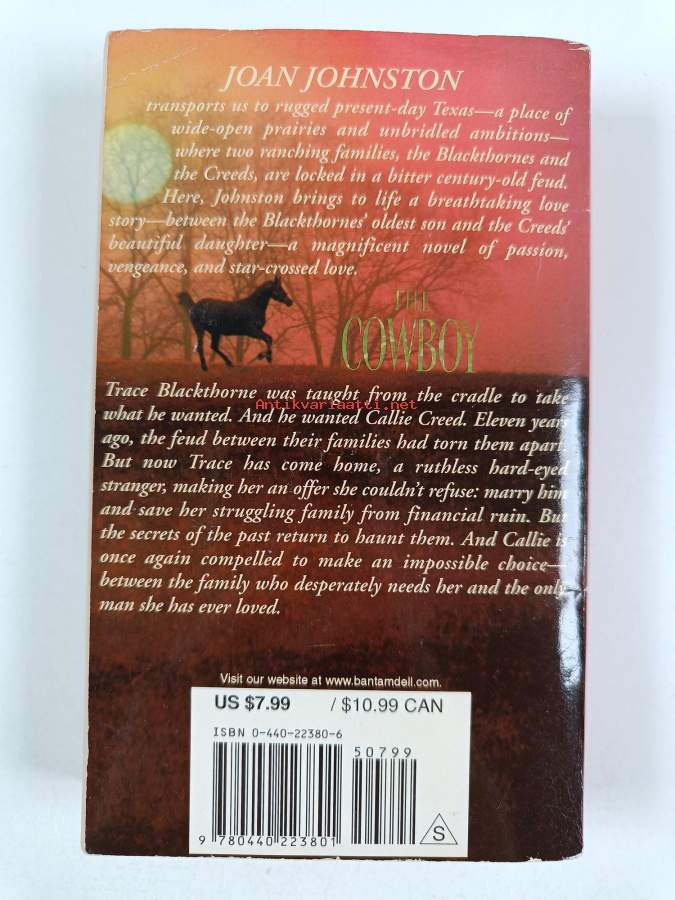 JOAN JOHNSTON
transports us to rugged present-day Texas—a place of
wide-open prairies and unbridled ambitions—
where two ranching families, the Blackthornes and
the Creeds, are locked in a bitter century-old feud.
Here, Johnston brings to life a breathtaking love
story—between the Blackthornes' oldest son and the Creeds'
beautiful daughter—a magnificent novel of passion,
vengeance, and star-crossed love.
THE
COWBOY
Trace Blackthorne was taught from the cradle to take
Antikvariaatti.net
what he wanted. And he wanted Callie Creed. Eleven years
ago, the feud between their families had torn them apart.
But now Trace has come home, a ruthless hard-eyed
stranger, making her an offer she couldn't refuse: marry him
and save her struggling family from financial ruin. But
the secrets of the past return to haunt them. And Callie is
once again compelled to make an impossible choice—
between the family who desperately needs her and the only
man she has ever loved.
Visit our website at www.bantamdell.com.
US $7.99 / $10.99 CAN
ISBN 0-440-22380-6
50799
9 780440 223801
S